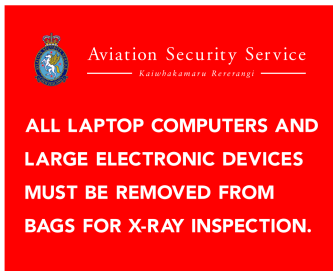 Aviation Security Service
Kaiwhakamaru Rererangi
ALL LAPTOP COMPUTERS AND
LARGE ELECTRONIC DEVICES
MUST BE REMOVED FROM
BAGS FOR X-RAY INSPECTION.